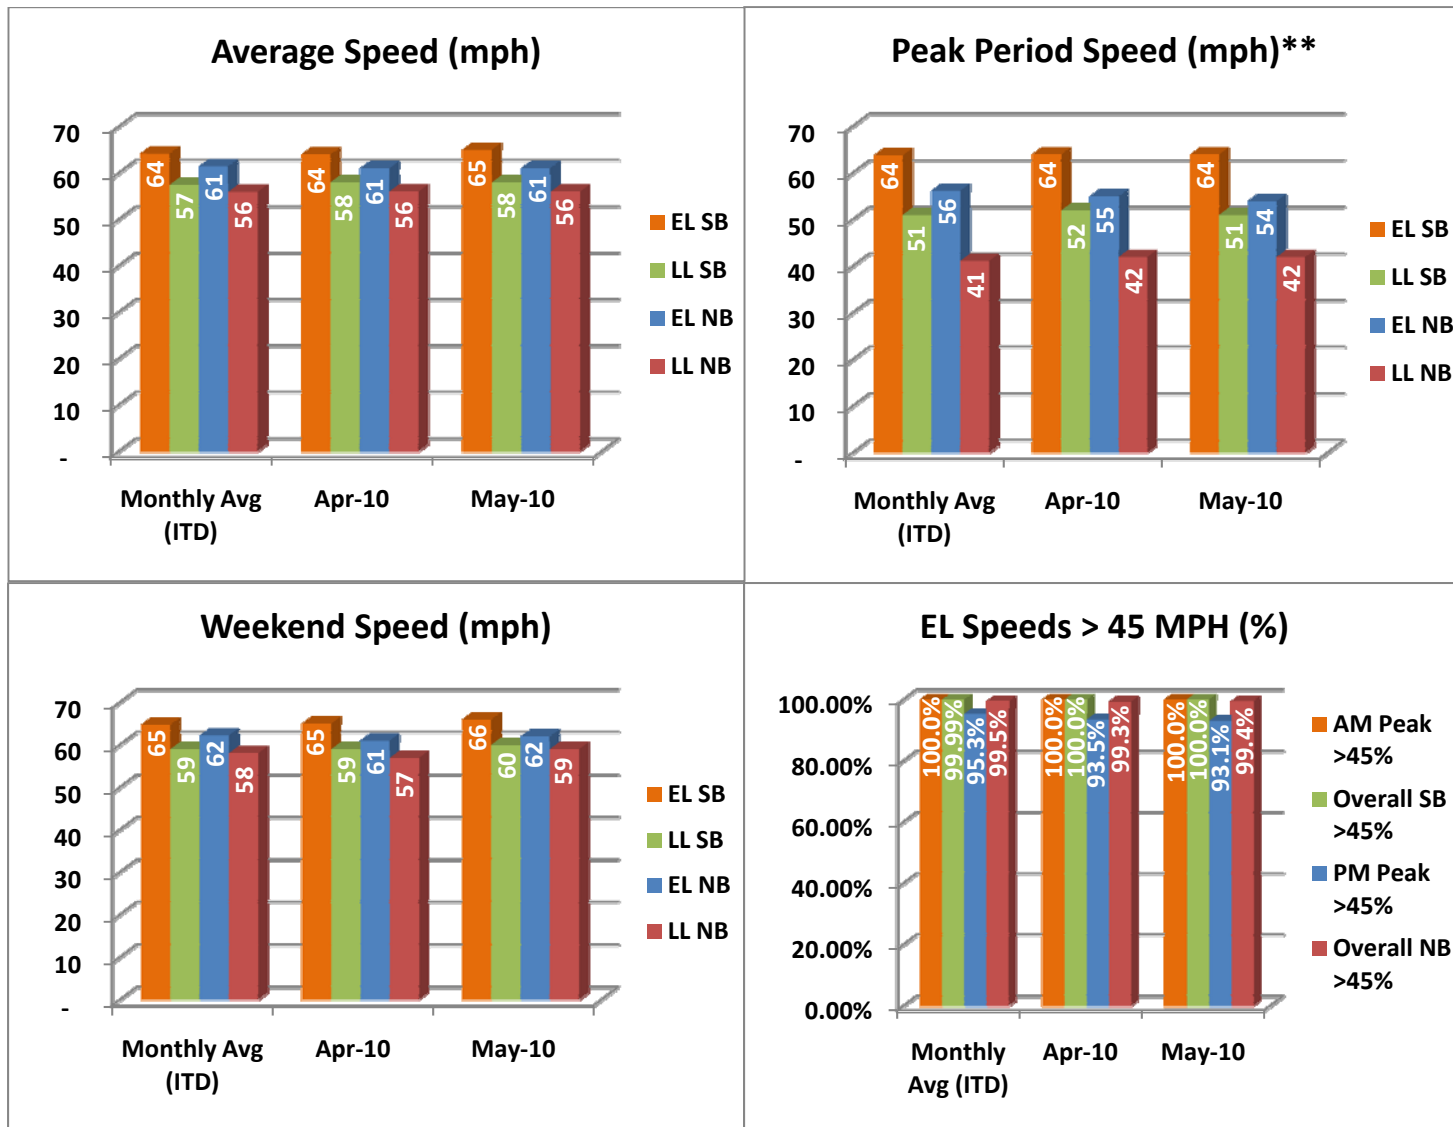 Average Speed (mph)
70
60
50
40
30
20
10
-
64 57 61 56
64 58 61 56
65 58 61 56
Monthly Avg (ITD) Apr-10 May-10
EL SB
LL SB
EL NB
LL NB
Peak Period Speed (mph)**
70
60
50
40
30
20
10
-
64 51 56 41
64 52 55 42
64 51 54 42
Monthly Avg (ITD) Apr-10 May-10
EL SB
LL SB
EL NB
LL NB
Weekend Speed (mph)
70
60
50
40
30
20
10
-
65 59 62 58
65 59 61 57
66 60 62 59
Monthly Avg (ITD) Apr-10 May-10
EL SB
LL SB
EL NB
LL NB
EL Speeds > 45 MPH (%)
100.00%
80.00%
60.00%
40.00%
20.00%
0.00%
100.0% 99.99% 95.3% 99.5%
100.0% 100.0% 93.5% 99.3%
100.0% 100.0% 93.1% 99.4%
Monthly Avg (ITD) Apr-10 May-10
AM Peak
>45%
Overall SB
>45%
PM Peak
>45%
Overall NB
>45%